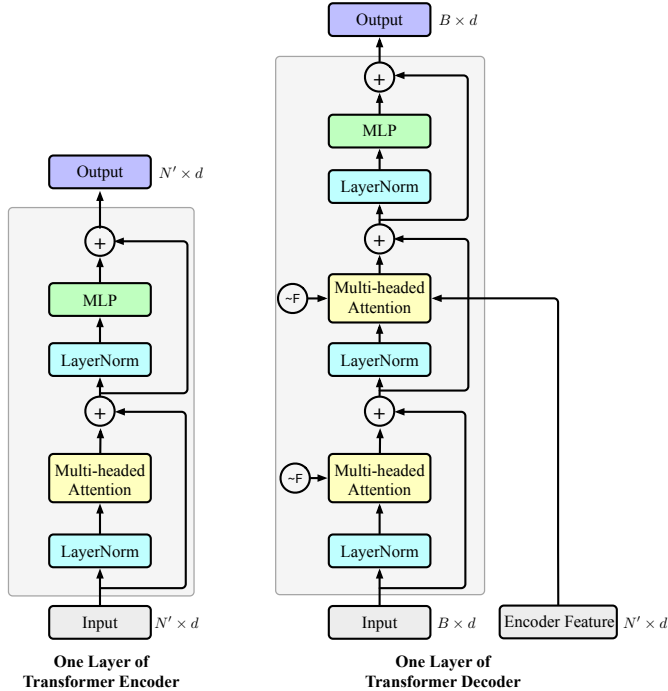 Output N′ × d
+
MLP
LayerNorm
+
Multi-headed
Attention
LayerNorm
Input N′ × d
One Layer of
Transformer Encoder
Output B × d
+
MLP
LayerNorm
+
~F Multi-headed
Attention
LayerNorm
+
~F Multi-headed
Attention
LayerNorm
Input B × d
Encoder Feature N′ × d
One Layer of
Transformer Decoder